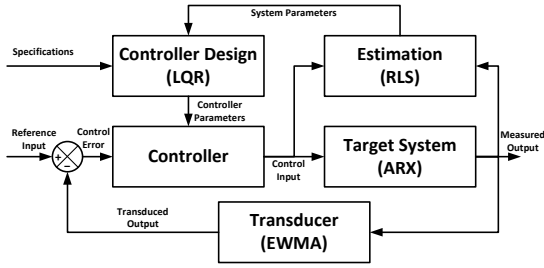 System Parameters
Specifications
Controller Design
(LQR)
Estimation
(RLS)
Controller
Parameters
Reference
Input
Control
Error
+
−
Controller
Control
Input
Target System
(ARX)
Measured
Output
Transduced
Output
Transducer
(EWMA)